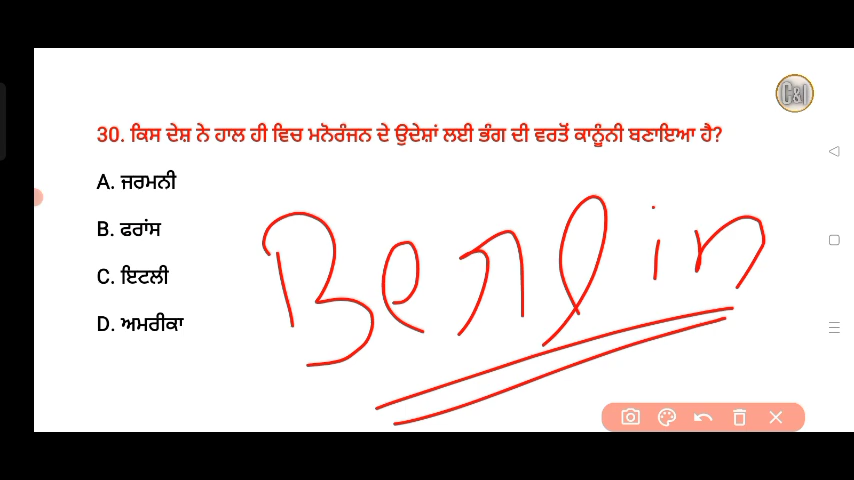 C&I
30. ਕਿਸ ਦੇਸ਼ ਨੇ ਹਾਲ ਹੀ ਵਿਚ ਮਨੋਰੰਜਨ ਦੇ ਉਦੇਸ਼ਾਂ ਲਈ ਭੰਗ ਦੀ ਵਰਤੋਂ ਕਾਨੂੰਨੀ ਬਣਾਇਆ ਹੈ?
A. ਜਰਮਨੀ
B. ਫਰਾਂਸ
C. ਇਟਲੀ
D. ਅਮਰੀਕਾ
Berlin